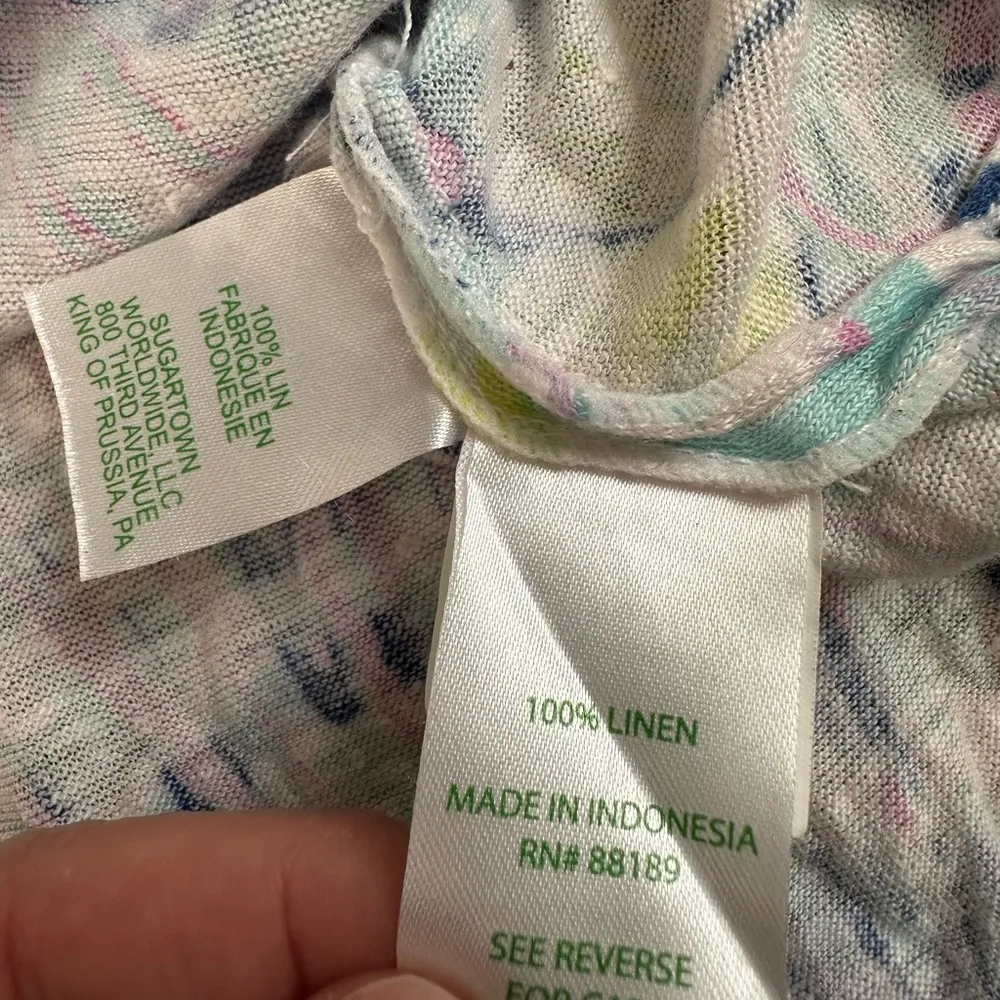 100% LIN
FABRIQUE EN
INDONESIE
SUGARTOWN
WORLDWIDE, LLC
800 THIRD AVENUE
KING OF PRUSSIA, PA
100% LINEN
MADE IN INDONESIA
RN# 88189
SEE REVERSE
FOR